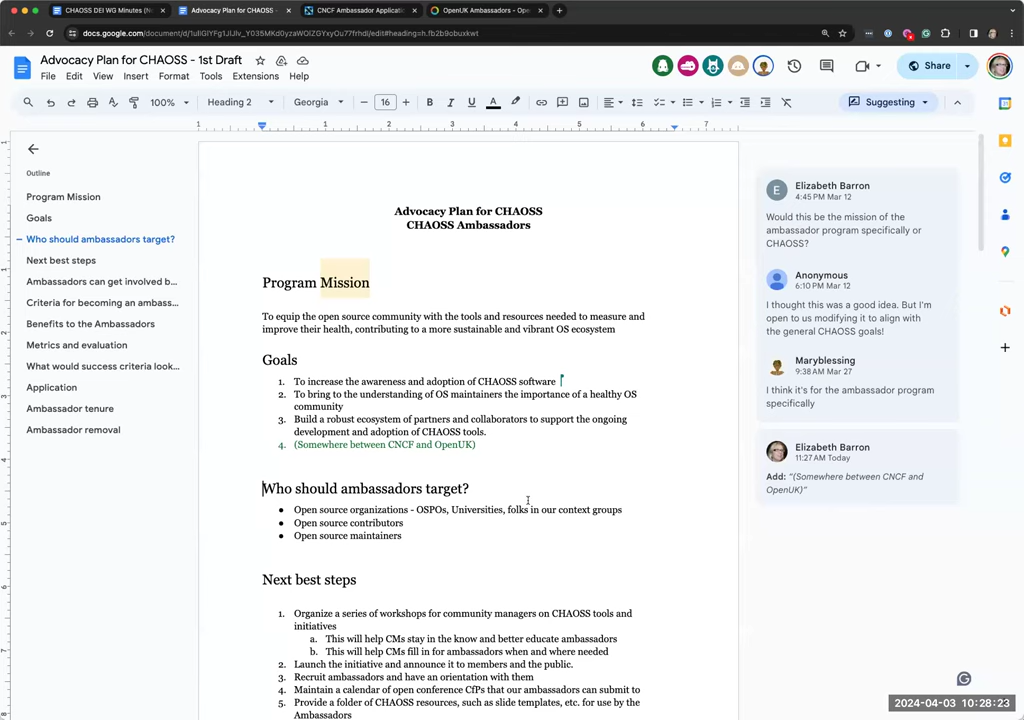 CHAOSS DEI WG Minutes (N
Advocacy Plan for CHAOSS -
CNCF Ambassador Applicati
OpenUK Ambassadors - Ope
Advocacy Plan for CHAOSS - 1st Draft
File Edit View Insert Format Tools Extensions Help
Share
100% Heading 2 Georgia 16
Suggesting
1 1 2 3 4 5 6 7
Outline
Program Mission
Goals
Who should ambassadors target?
Next best steps
Ambassadors can get involved b...
Criteria for becoming an ambass...
Benefits to the Ambassadors
Metrics and evaluation
What would success criteria look...
Application
Ambassador tenure
Ambassador removal
Advocacy Plan for CHAOSS
CHAOSS Ambassadors
Program Mission
To equip the open source community with the tools and resources needed to measure and
improve their health, contributing to a more sustainable and vibrant OS ecosystem
Goals
1. To increase the awareness and adoption of CHAOSS software
2. To bring to the understanding of OS maintainers the importance of a healthy OS
community
3. Build a robust ecosystem of partners and collaborators to support the ongoing
development and adoption of CHAOSS tools.
4. (Somewhere between CNCF and OpenUK)
Who should ambassadors target?
● Open source organizations - OSPOs, Universities, folks in our context groups
● Open source contributors
● Open source maintainers
Next best steps
1. Organize a series of workshops for community managers on CHAOSS tools and
initiatives
a. This will help CMs stay in the know and better educate ambassadors
b. This will help CMs fill in for ambassadors when and where needed
2. Launch the initiative and announce it to members and the public.
3. Recruit ambassadors and have an orientation with them
4. Maintain a calendar of open conference CfPs that our ambassadors can submit to
5. Provide a folder of CHAOSS resources, such as slide templates, etc. for use by the
Ambassadors
E
Elizabeth Barron
4:45 PM Mar 12
Would this be the mission of the
ambassador program specifically or
CHAOSS?
Anonymous
6:10 PM Mar 12
I thought this was a good idea. But I'm
open to us modifying it to align with
the general CHAOSS goals!
Maryblessing
9:38 AM Mar 27
I think it's for the ambassador program
specifically
Elizabeth Barron
11:27 AM Today
Add: "(Somewhere between CNCF and
OpenUK)"
2024-04-03 10:28:23